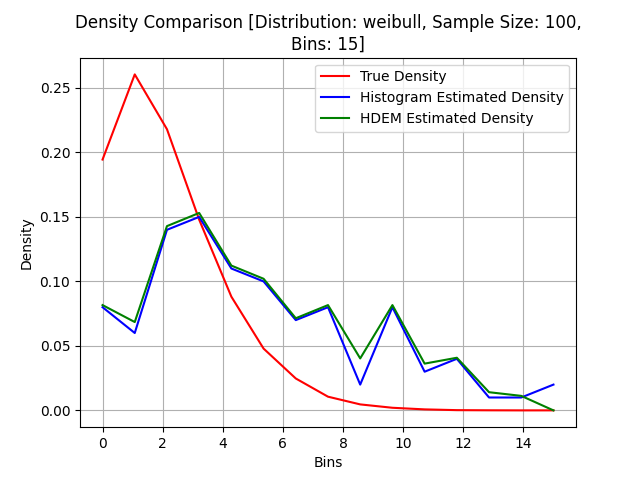 Density Comparison [Distribution: weibull, Sample Size: 100,
Bins: 15]
True Density
Histogram Estimated Density
HDEM Estimated Density
Density
0.25
0.20
0.15
0.10
0.05
0.00
0 2 4 6 8 10 12 14
Bins